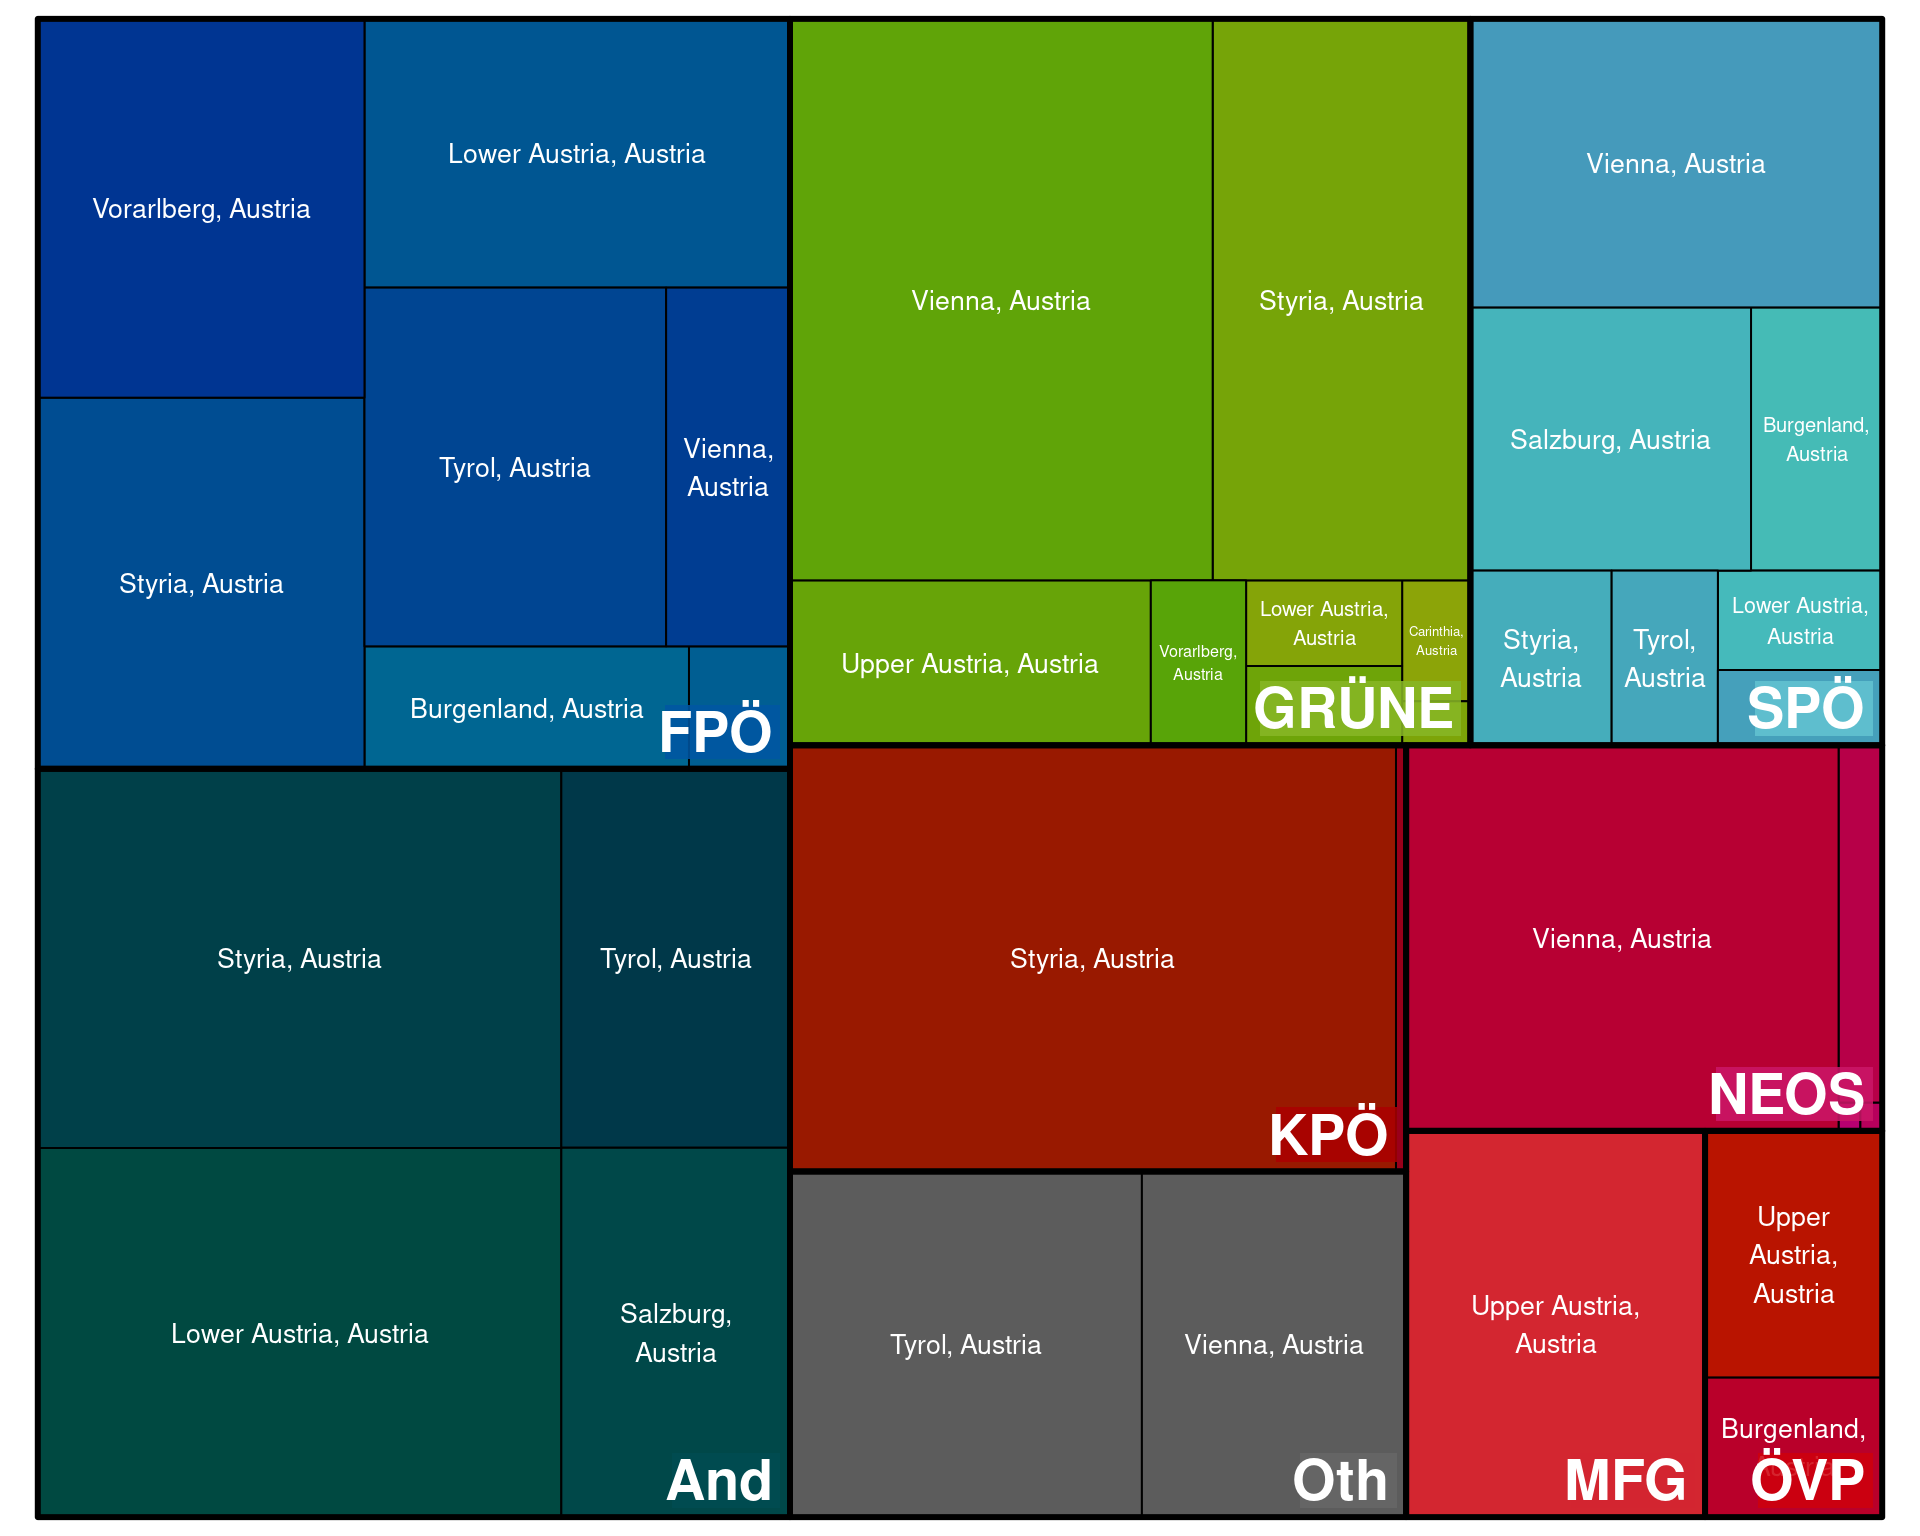 Vorarlberg, Austria
Lower Austria, Austria
Styria, Austria
Tyrol, Austria
Vienna,
Austria
Burgenland, Austria
FPÖ
Vienna, Austria
Styria, Austria
Upper Austria, Austria
Vorarlberg,
Austria
Lower Austria,
Austria
Carinthia,
Austria
GRÜNE
Vienna, Austria
Salzburg, Austria
Burgenland,
Austria
Styria,
Austria
Tyrol,
Austria
Lower Austria,
Austria
SPÖ
Styria, Austria
Tyrol, Austria
Lower Austria, Austria
Salzburg,
Austria
And
Styria, Austria
KPÖ
Vienna, Austria
NEOS
Tyrol, Austria
Vienna, Austria
Oth
Upper Austria,
Austria
MFG
Upper
Austria,
Austria
Burgenland,
ÖVP